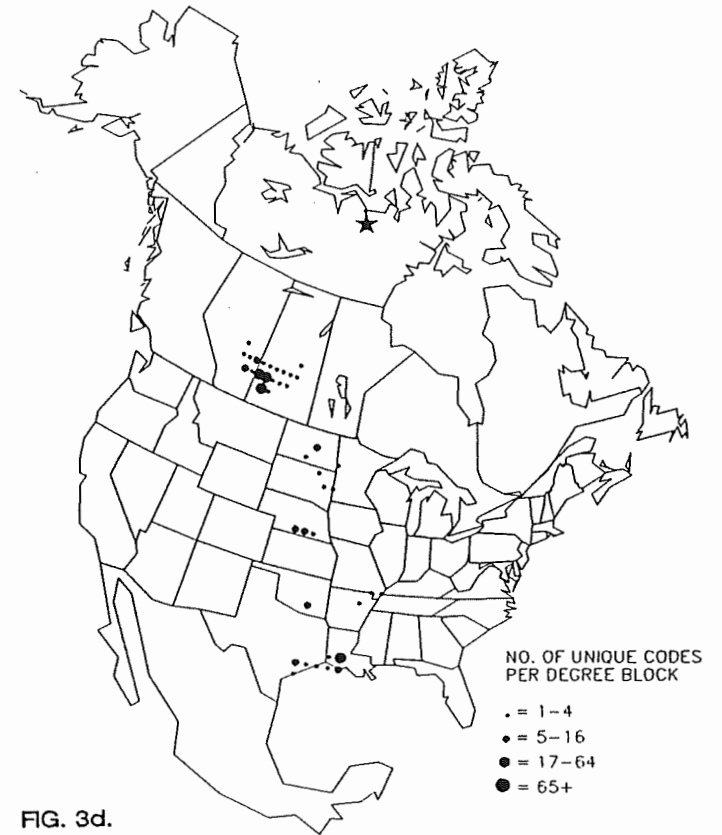 NO. OF UNIQUE CODES
PER DEGREE BLOCK
= 1-4
= 5-16
= 17-64
= 65+
FIG. 3d.